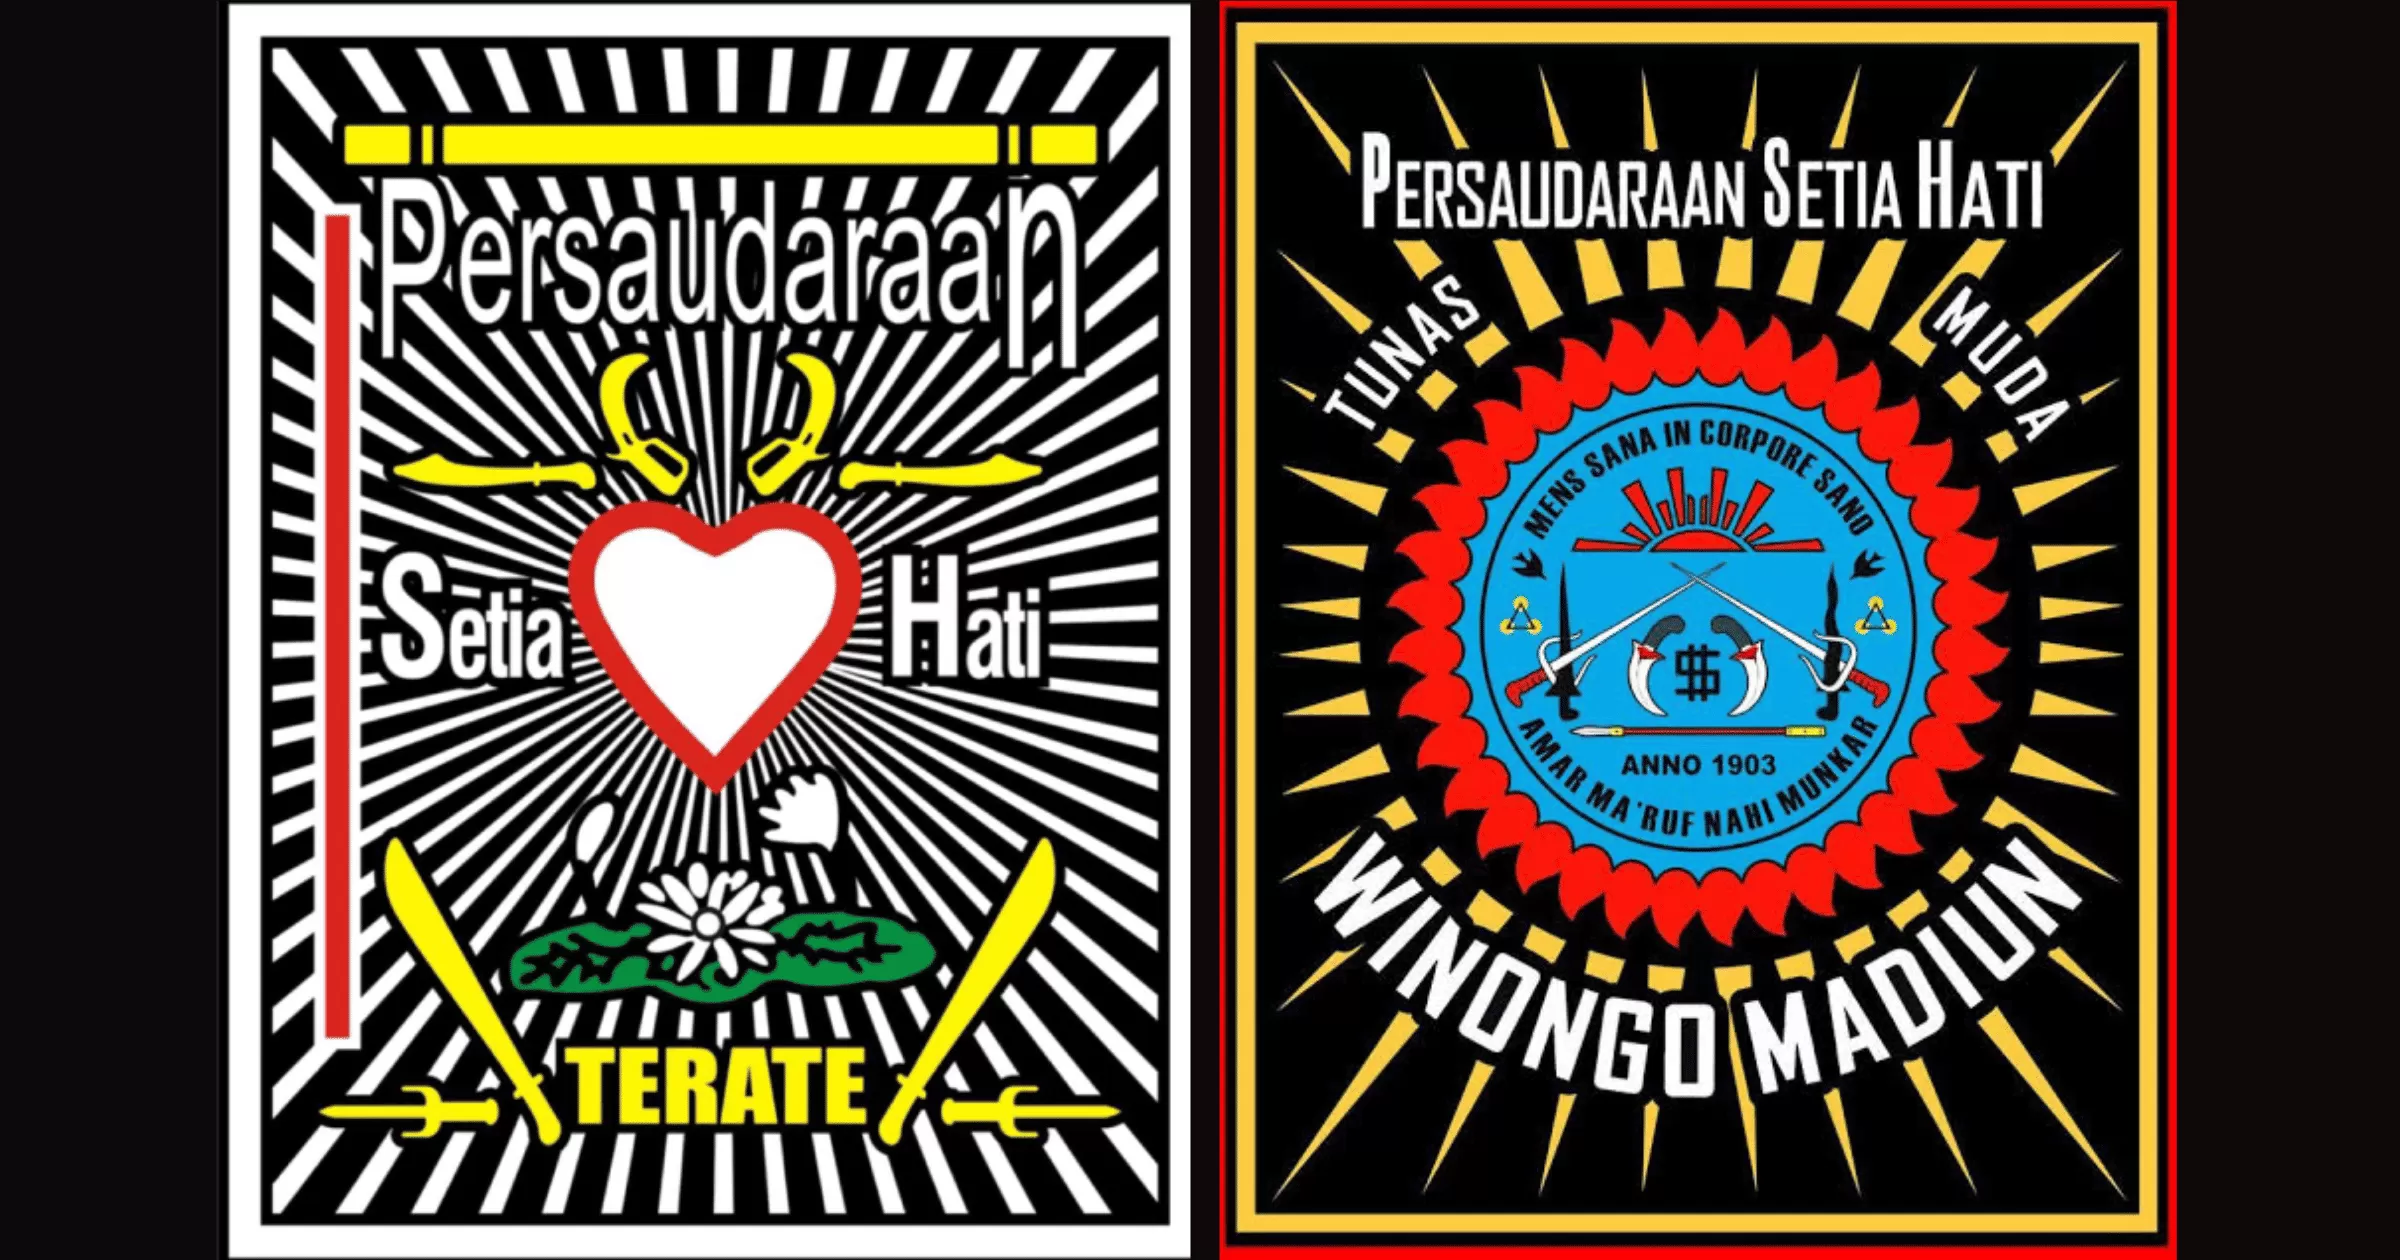 Persaudaraan
Setia Hati
TERATE
PERSAUDARAAN SETIA HATI
TUNAS MUDA
MENS SANA IN CORPORE SANO
ANNO 1903
AMAR MA'RUF NAHI MUNKAR
WINONGO MADIUN